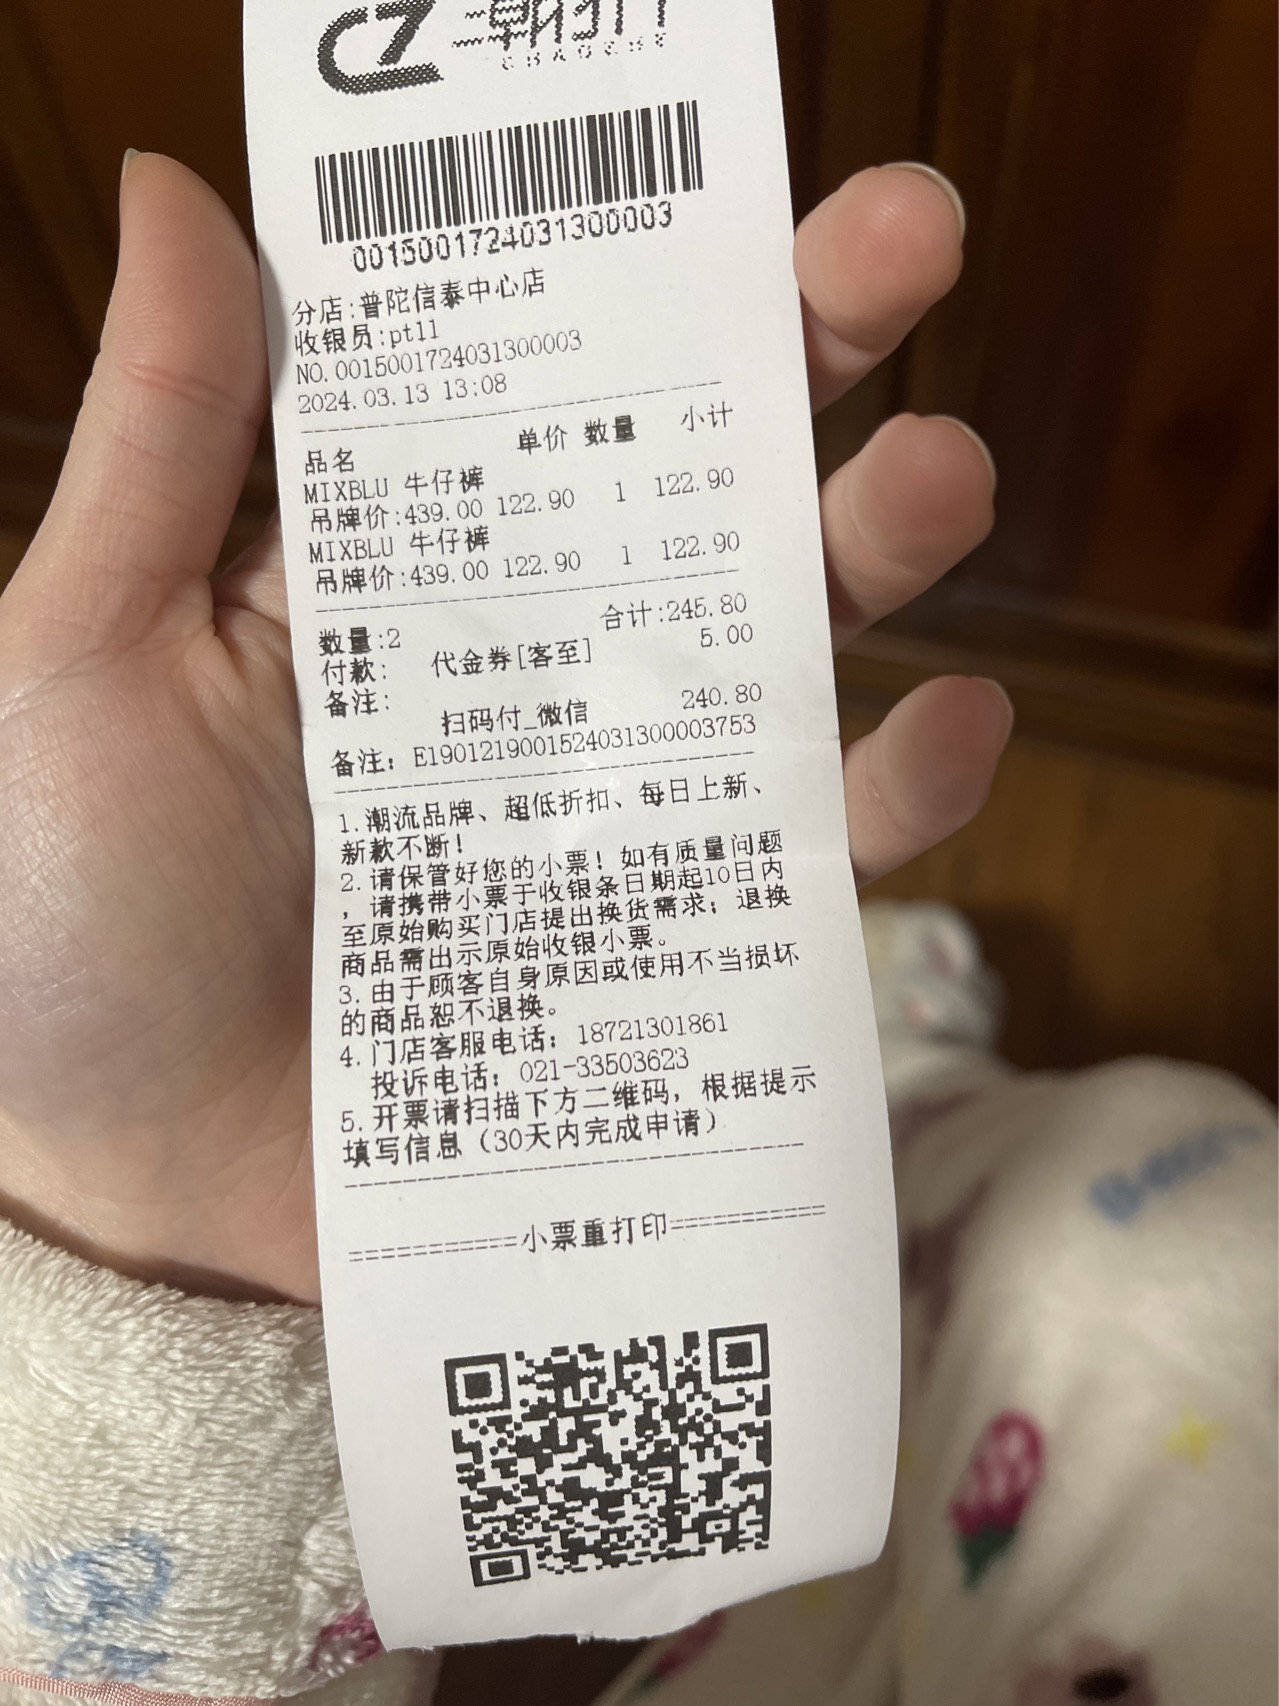 CZ
CHAOZHE
0015001724031300003
分店:普陀信泰中心店
收银员:pt11
NO.0015001724031300003
2024.03.13 13:08
品名 单价 数量 小计
MIXBLU 牛仔裤
吊牌价:439.00 122.90 1 122.90
MIXBLU 牛仔裤
吊牌价:439.00 122.90 1 122.90
数量:2 合计:245.80
付款: 代金券[客至] 5.00
备注:
扫码付_微信 240.80
备注: E19012190015240313000037​53
1.潮流品牌、超低折扣、每日上新、
新款不断!
2.请保管好您的小票!如有质量问题
,请携带小票于收银条日期起10日内
至原始购买门店提出换货需求;退换
商品需出示原始收银小票。
3.由于顾客自身原因或使用不当损坏
的商品恕不退换。
4.门店客服电话: 18721301861
投诉电话: 021-33503623
5.开票请扫描下方二维码,根据提示
填写信息(30天内完成申请)
===========小票重打印===========